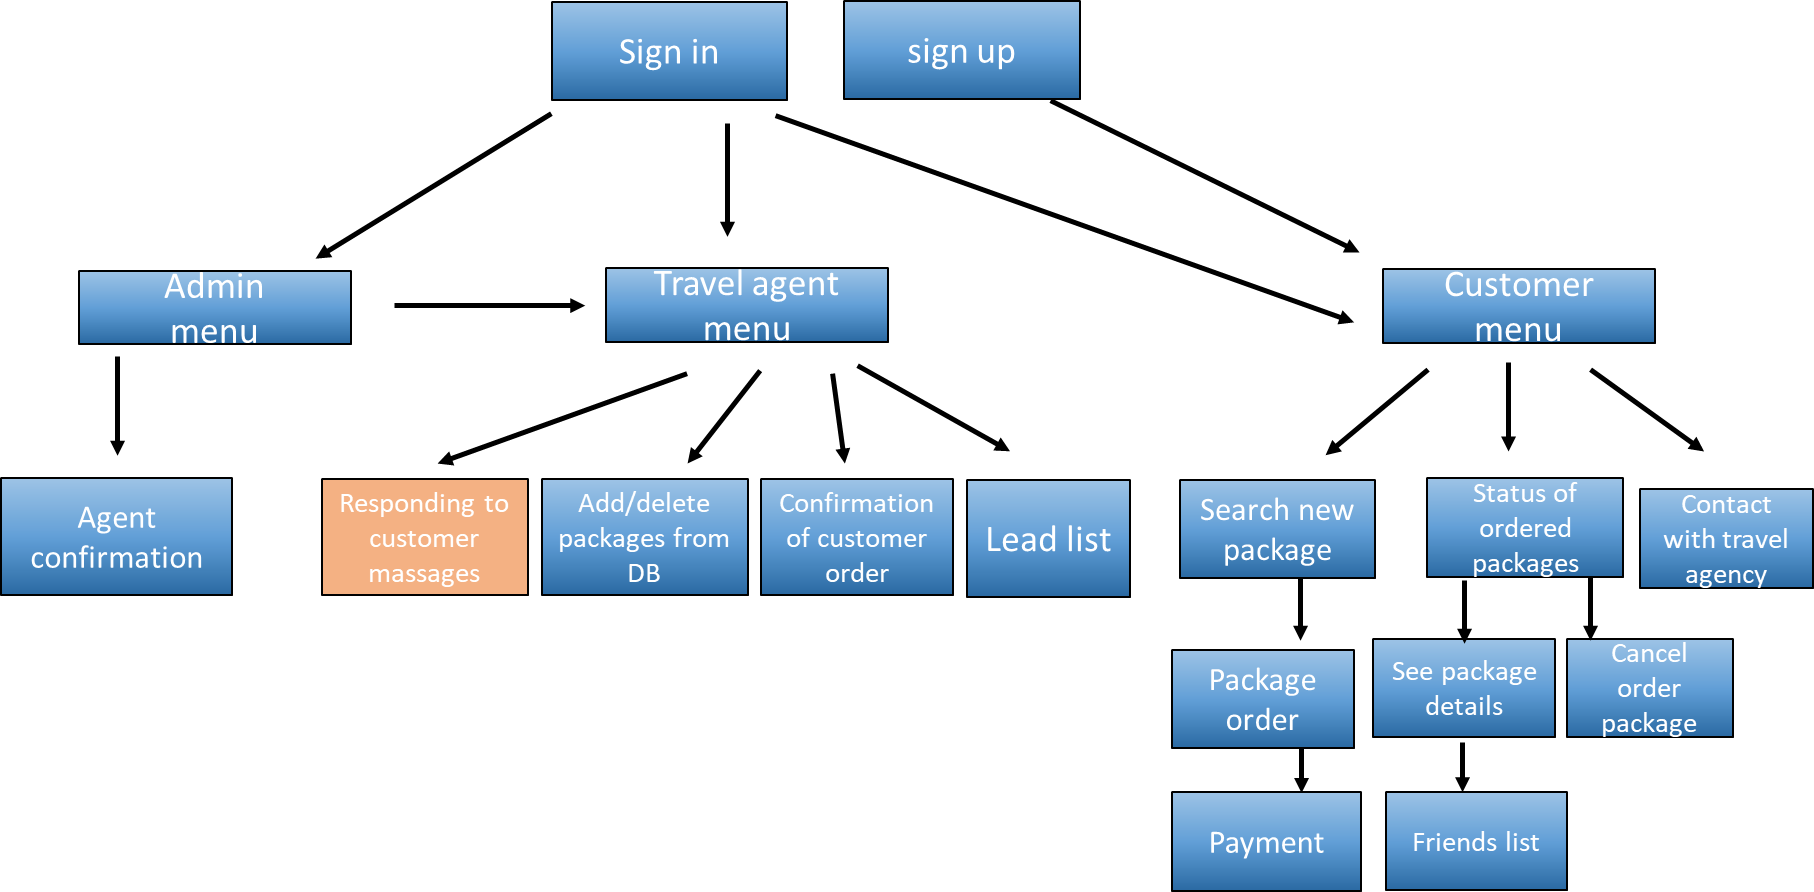 Sign in
sign up
Admin
menu
Travel agent
menu
Customer
menu
Agent
confirmation
Responding to
customer
massages
Add/delete
packages from
DB
Confirmation
of customer
order
Lead list
Search new
package
Status of
ordered
packages
Contact
with travel
agency
Package
order
See package
details
Cancel
order
package
Payment
Friends list